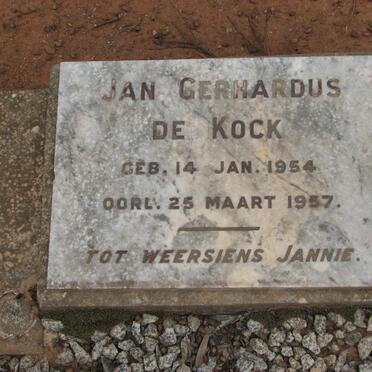 JAN GERHARDUS
DE KOCK
GEB. 14 JAN. 1954
OORL. 25 MAART 1957.
TOT WEERSIENS JANNIE.